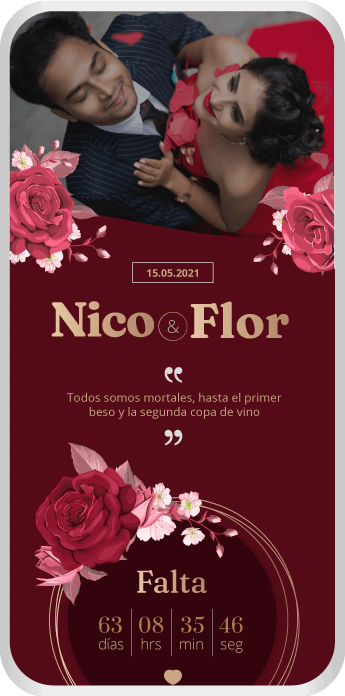 15.05.2021
Nico & Flor
“
Todos somos mortales, hasta el primer
beso y la segunda copa de vino
”
Falta
63 08 35 46
días hrs min seg